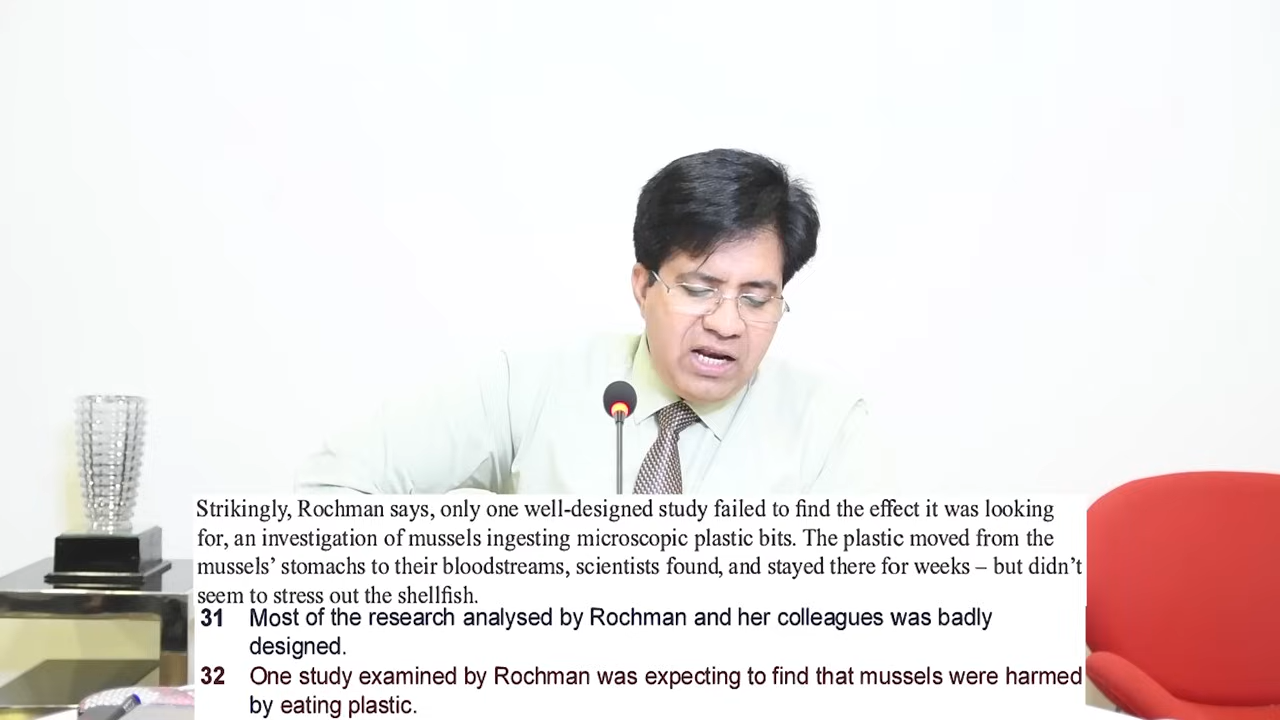 Strikingly, Rochman says, only one well-designed study failed to find the effect it was looking
for, an investigation of mussels ingesting microscopic plastic bits. The plastic moved from the
mussels’ stomachs to their bloodstreams, scientists found, and stayed there for weeks – but didn’t
seem to stress out the shellfish.
31 Most of the research analysed by Rochman and her colleagues was badly
designed.
32 One study examined by Rochman was expecting to find that mussels were harmed
by eating plastic.